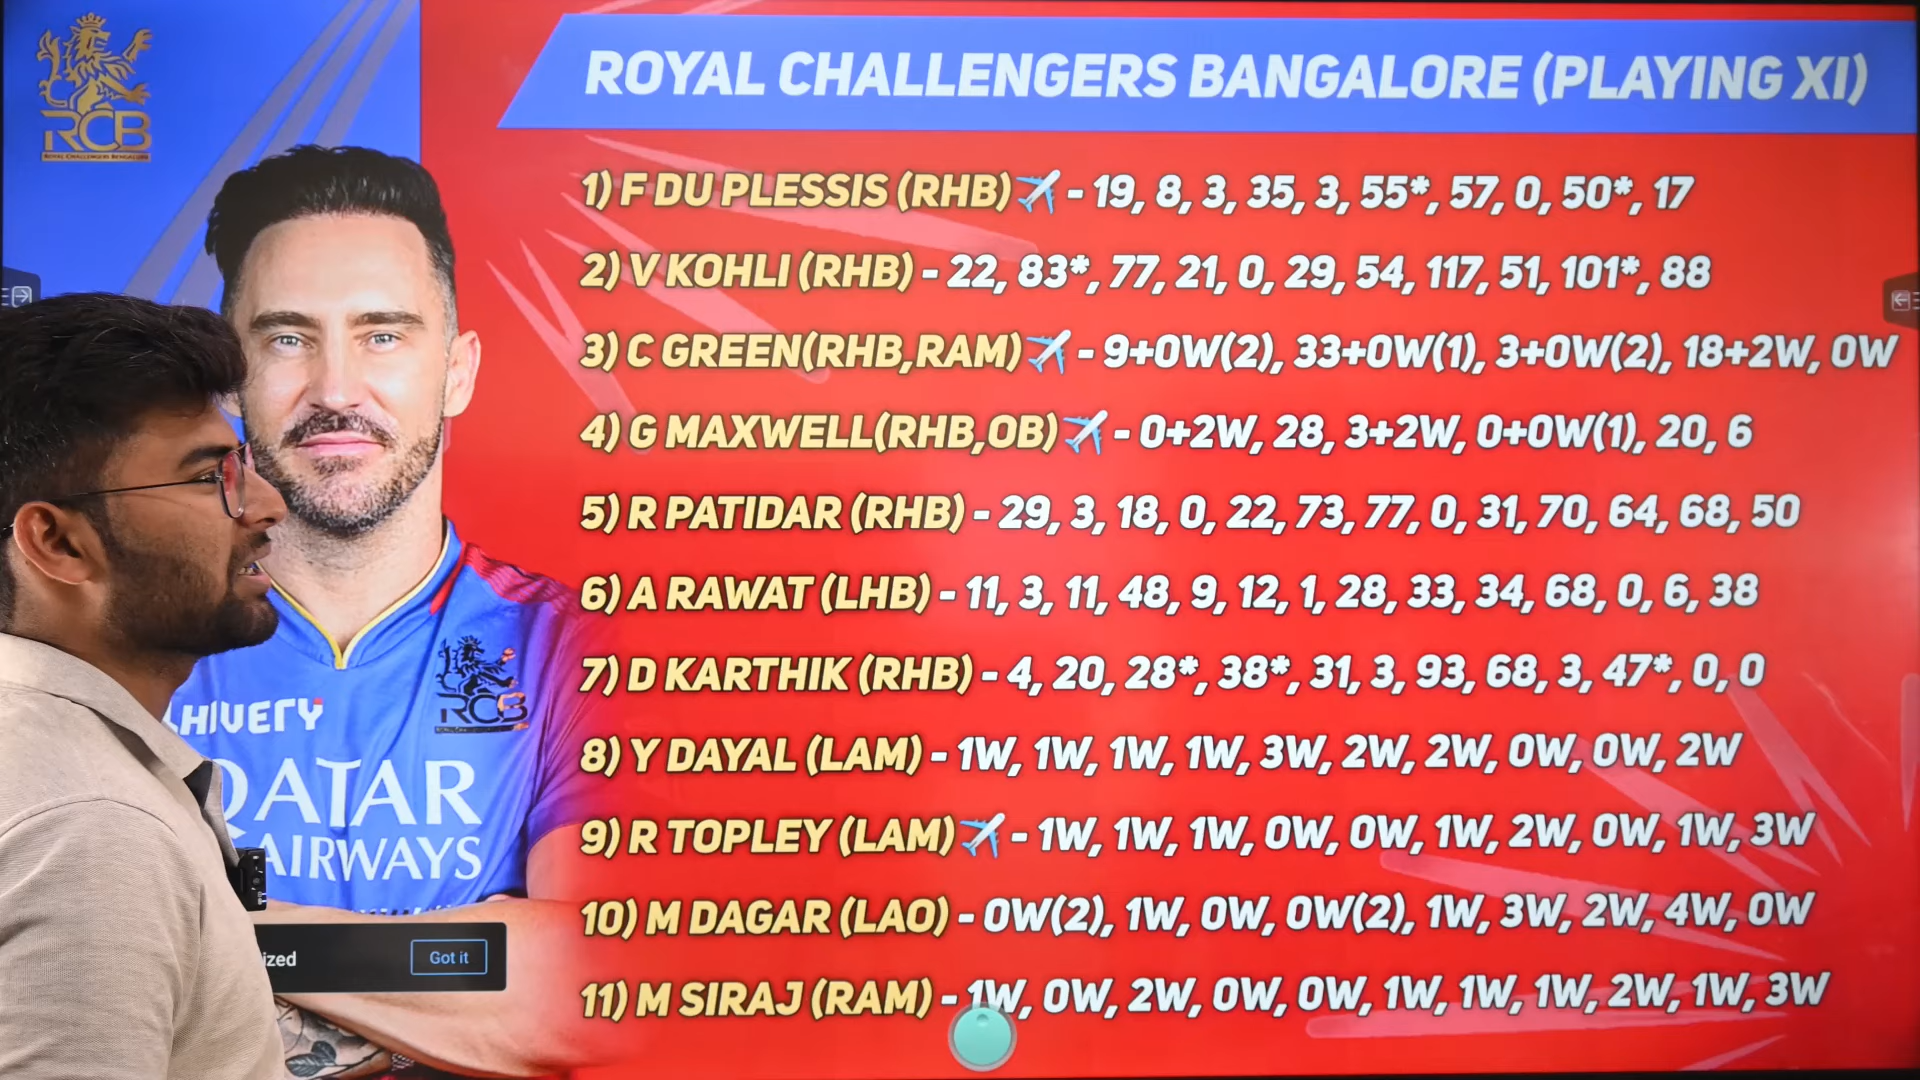 RCB
ROYAL CHALLENGERS BENGALURU
ROYAL CHALLENGERS BANGALORE (PLAYING XI)
1) F DU PLESSIS (RHB) ✈️ - 19, 8, 3, 35, 3, 55*, 57, 0, 50*, 17
2) V KOHLI (RHB) - 22, 83*, 77, 21, 0, 29, 54, 117, 51, 101*, 88
3) C GREEN(RHB,RAM) ✈️ - 9+0W(2), 33+0W(1), 3+0W(2), 18+2W, 0W
4) G MAXWELL(RHB,OB) ✈️ - 0+2W, 28, 3+2W, 0+0W(1), 20, 6
5) R PATIDAR (RHB) - 29, 3, 18, 0, 22, 73, 77, 0, 31, 70, 64, 68, 50
6) A RAWAT (LHB) - 11, 3, 11, 48, 9, 12, 1, 28, 33, 34, 68, 0, 6, 38
7) D KARTHIK (RHB) - 4, 20, 28*, 38*, 31, 3, 93, 68, 3, 47*, 0, 0
8) Y DAYAL (LAM) - 1W, 1W, 1W, 1W, 3W, 2W, 2W, 0W, 0W, 2W
9) R TOPLEY (LAM) ✈️ - 1W, 1W, 1W, 0W, 0W, 1W, 2W, 0W, 1W, 3W
10) M DAGAR (LAO) - 0W(2), 1W, 0W, 0W(2), 1W, 3W, 2W, 4W, 0W
11) M SIRAJ (RAM) - 1W, 0W, 2W, 0W, 0W, 1W, 1W, 1W, 2W, 1W, 3W
RCB
HIVERY
QATAR
AIRWAYS
ized
Got it